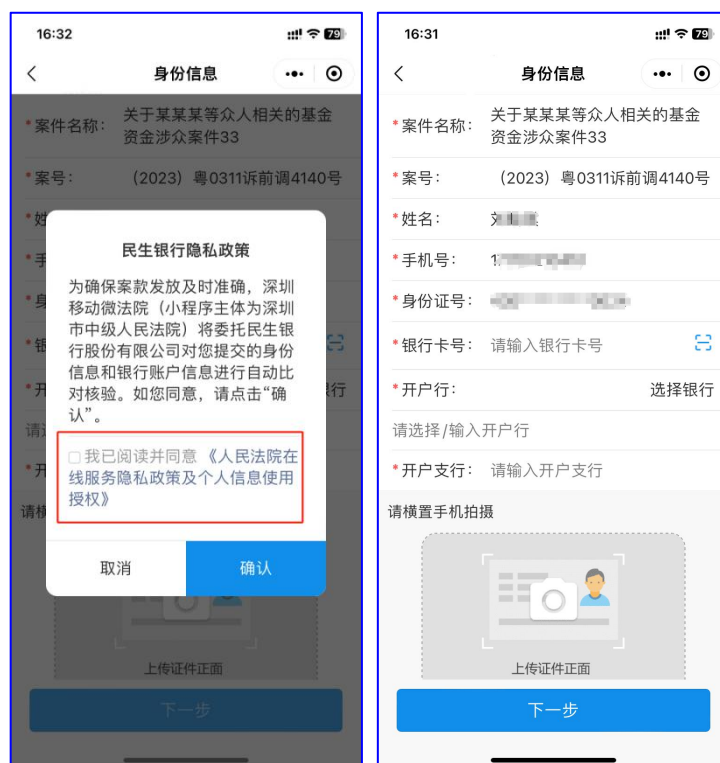 16:32
79
身份信息
*案件名称: 关于某某某等众人相关的基金
资金涉众案件33
*案号: （2023）粤0311诉前调4140号
*姓
*手
*身
*银
*开
银行
请选
*开
请横
民生银行隐私政策
为确保案款发放及时准确，深圳
移动微法院（小程序主体为深圳
市中级人民法院）将委托民生银
行股份有限公司对您提交的身份
信息和银行账户信息进行自动比
对核验。如您同意，请点击“确
认”。
我已阅读并同意 《人民法院在
线服务隐私政策及个人信息使用
授权》
取消
确认
上传证件正面
下一步
16:31
79
身份信息
*案件名称: 关于某某某等众人相关的基金
资金涉众案件33
*案号: （2023）粤0311诉前调4140号
*姓名:
*手机号:
*身份证号:
*银行卡号: 请输入银行卡号
*开户行: 选择银行
请选择/输入开户行
*开户支行: 请输入开户支行
请横置手机拍摄
上传证件正面
下一步